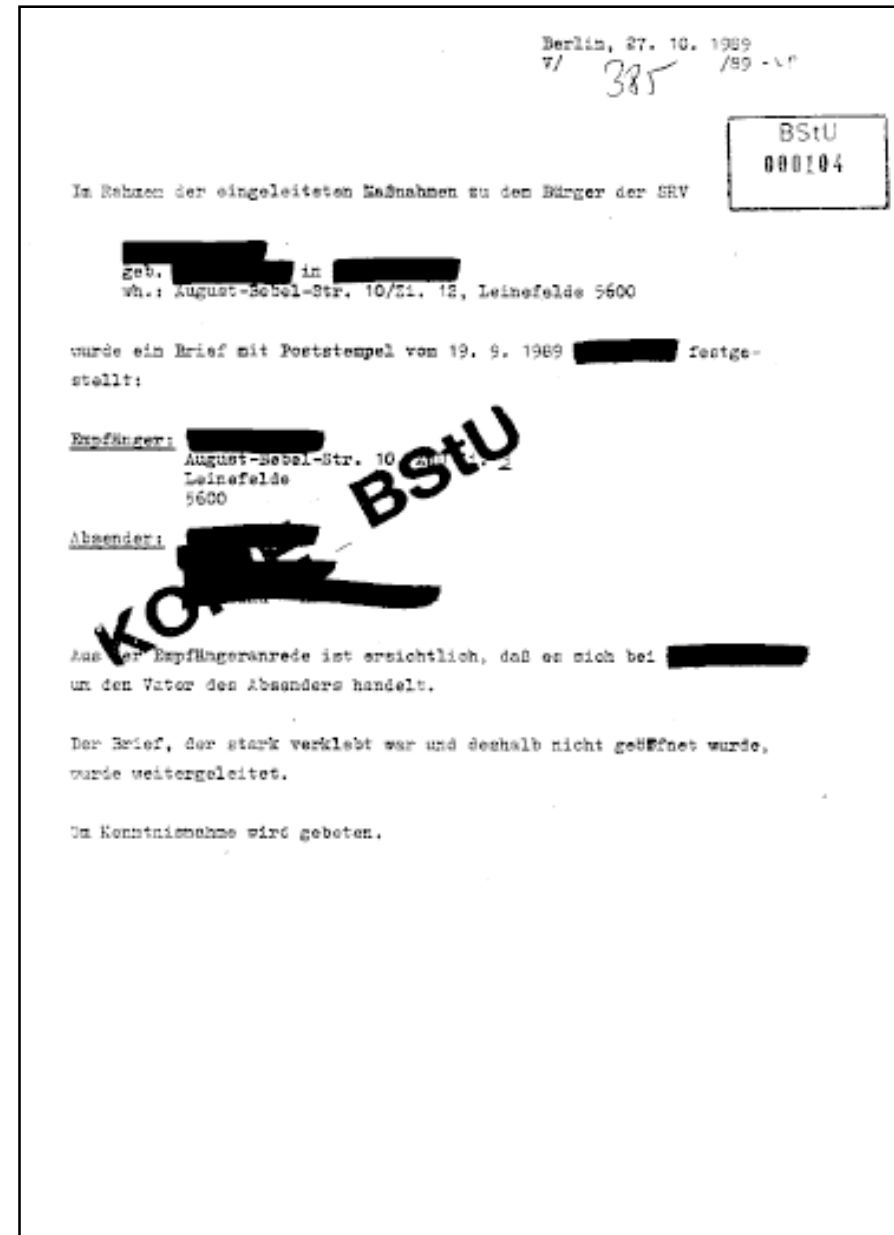 Berlin, 27. 10. 1989
V/ 385 /89 -
BStU
000104
Im Rahmen der eingeleiteten Maßnahmen zu dem Bürger der SRV
geb. in
wh.: August-Bebel-Str. 10/Zi. 12, Leinefelde 5600
wurde ein Brief mit Poststempel vom 19. 9. 1989 festge-
stellt:
Empfänger:
August-Bebel-Str. 10
Leinefelde
5600
Absender:
KOPIE BStU
Aus der Empfängeranrede ist ersichtlich, daß es sich bei
um den Vater des Absenders handelt.
Der Brief, der stark verklebt war und deshalb nicht geöffnet wurde,
wurde weitergeleitet.
Um Kenntnisnahme wird gebeten.